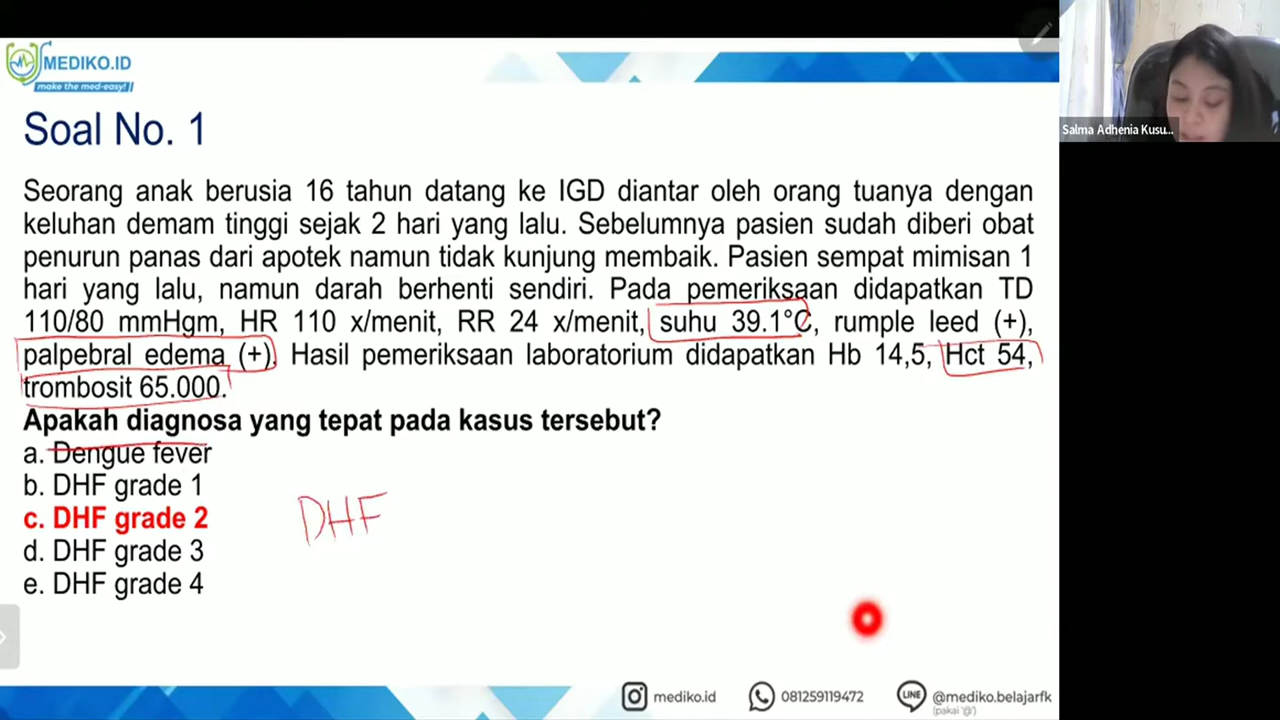 MEDIKO.ID
make the med-easy!
Soal No. 1
Salma Adhenia Kusu...
Seorang anak berusia 16 tahun datang ke IGD diantar oleh orang tuanya dengan
keluhan demam tinggi sejak 2 hari yang lalu. Sebelumnya pasien sudah diberi obat
penurun panas dari apotek namun tidak kunjung membaik. Pasien sempat mimisan 1
hari yang lalu, namun darah berhenti sendiri. Pada pemeriksaan didapatkan TD
110/80 mmHgm, HR 110 x/menit, RR 24 x/menit, suhu 39.1°C, rumple leed (+),
palpebral edema (+). Hasil pemeriksaan laboratorium didapatkan Hb 14,5, Hct 54,
trombosit 65.000.
Apakah diagnosa yang tepat pada kasus tersebut?
a. Dengue fever
b. DHF grade 1
c. DHF grade 2
d. DHF grade 3
e. DHF grade 4
DHF
mediko.id
081259119472
LINE
@mediko.belajarfk
(pakai '@')